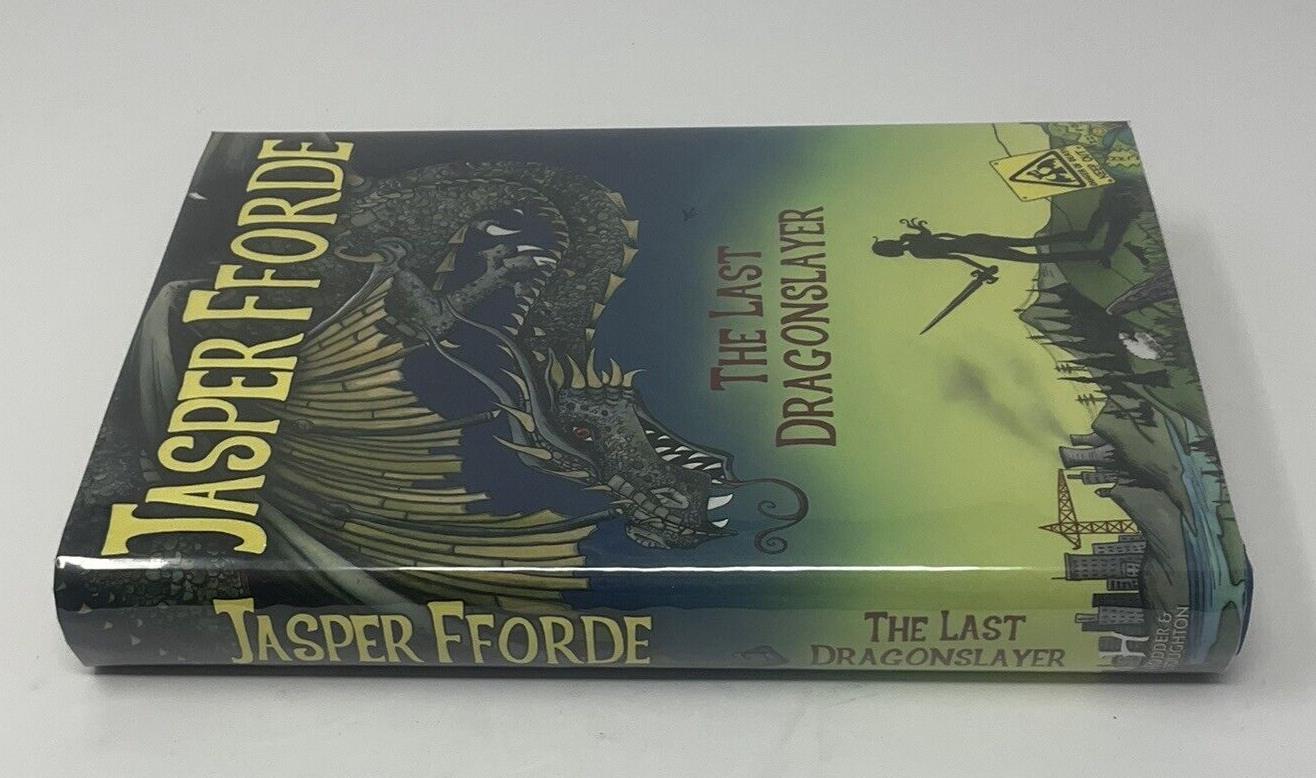 JASPER FFORDE
THE LAST
DRAGONSLAYER
JASPER FFORDE
THE LAST
DRAGONSLAYER
H
HODDER &
STOUGHTON